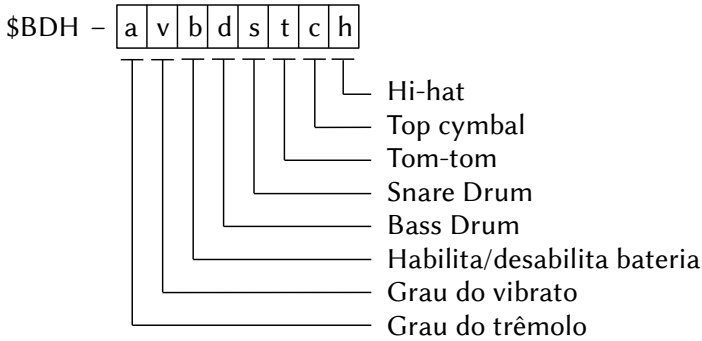 $BDH – a v b d s t c h
Hi-hat
Top cymbal
Tom-tom
Snare Drum
Bass Drum
Habilita/desabilita bateria
Grau do vibrato
Grau do trêmolo